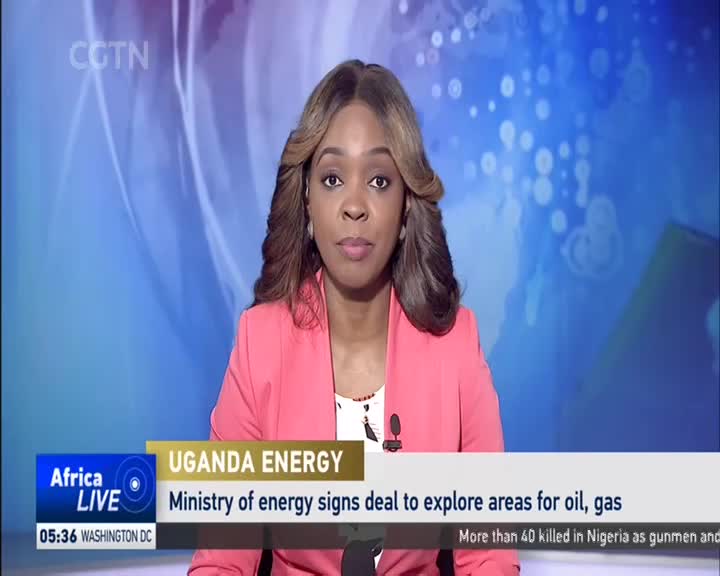 CGTN
UGANDA ENERGY
Africa
LIVE
Ministry of energy signs deal to explore areas for oil, gas
05:36 WASHINGTON DC
More than 40 killed in Nigeria as gunmen and